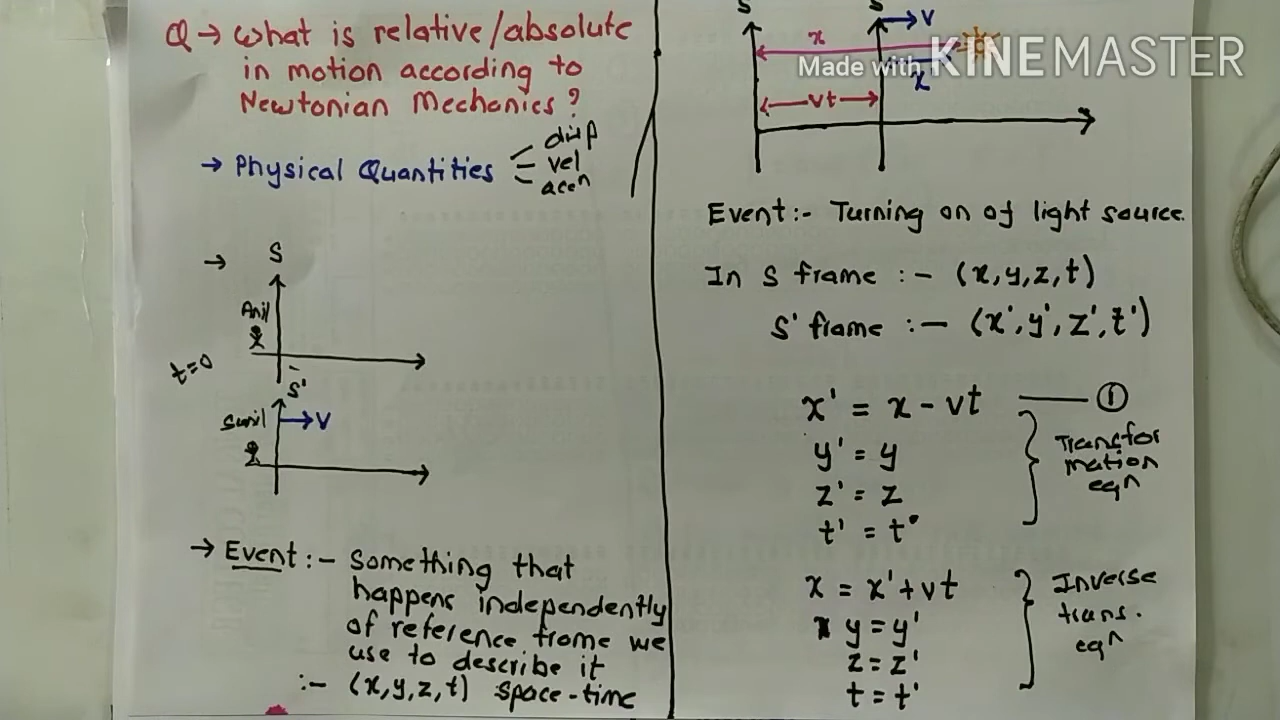 Q → What is relative/absolute
in motion according to
Newtonian Mechanics?
→ Physical Quantities
disp
vel
accn
→ S
Anil
t=0
S'
Sunil
V
→ Event :- Something that
happens independently
of reference frame we
use to describe it
:- (x,y,z,t) space-time
S
S
V
x
Made with KINEMASTER
x'
vt
Event:- Turning on of light source.
In S frame :- (x,y,z,t)
S' frame :- (x',y',z',t')
x' = x - vt ①
y' = y
z' = z
t' = t
Transfor
mation
eqn
x = x' + vt
y = y'
z = z'
t = t'
Inverse
trans.
eqn